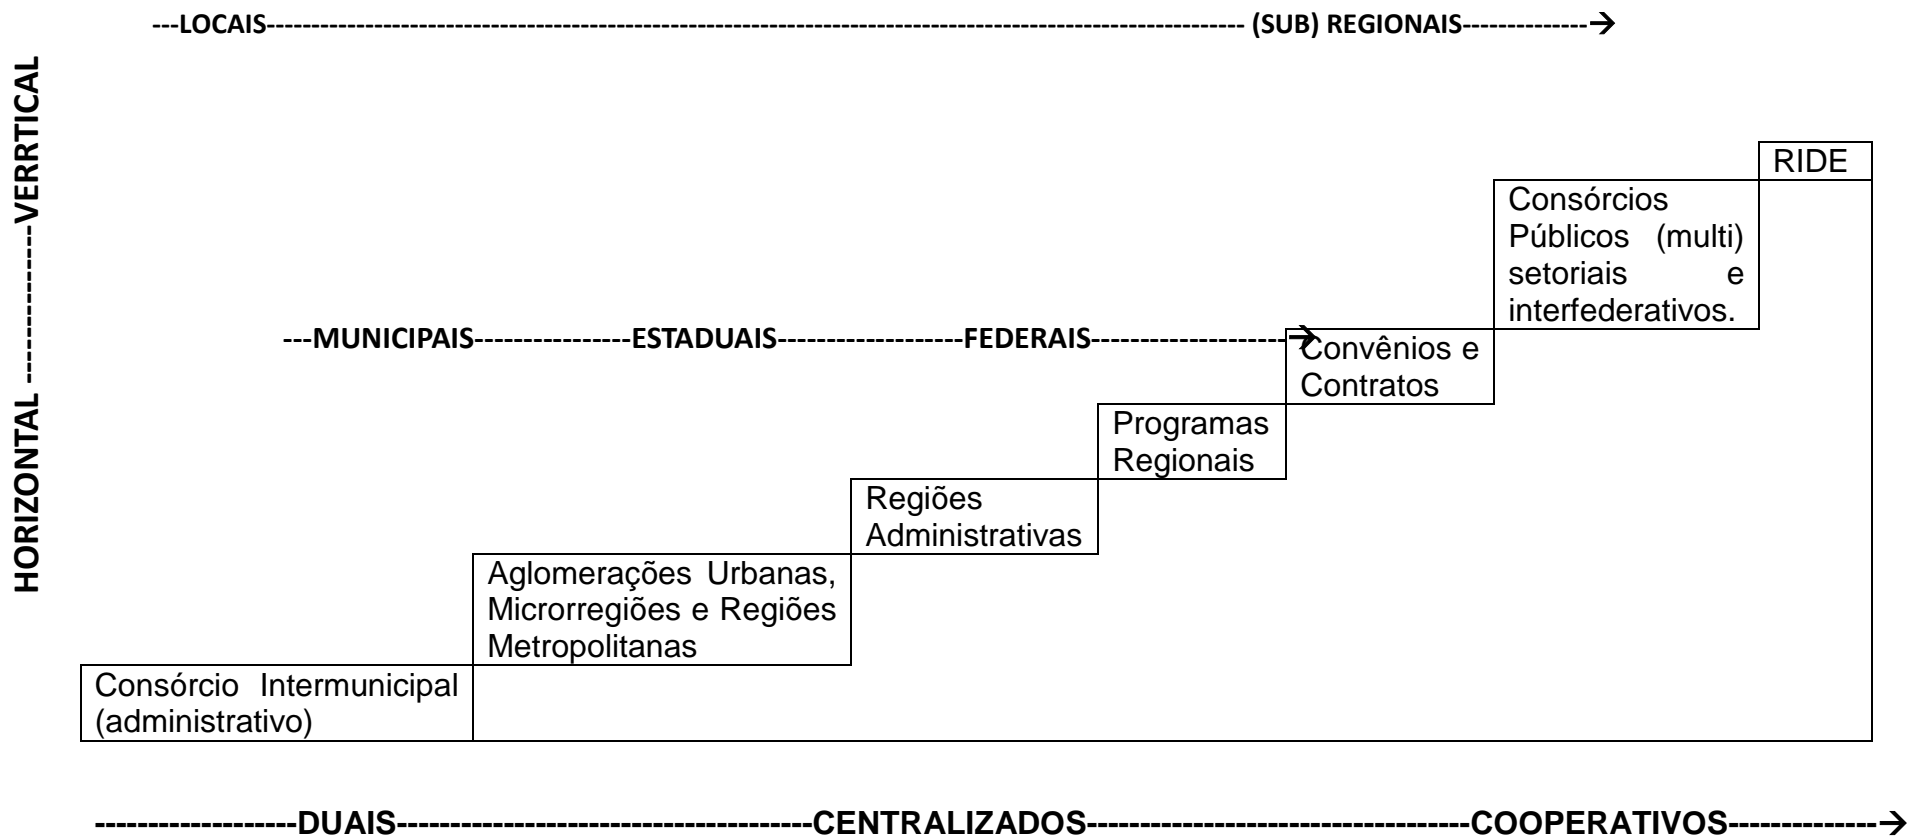 ---LOCAIS---------------------------------------------------------------------------------------------------- (SUB) REGIONAIS-------------→
HORIZONTAL ----------------VERRTICAL
RIDE
Consórcios
Públicos (multi)
setoriais e
interfederativos.
---MUNICIPAIS----------------ESTADUAIS-------------------FEDERAIS--------------------→
Convênios e
Contratos
Programas
Regionais
Regiões
Administrativas
Aglomerações Urbanas,
Microrregiões e Regiões
Metropolitanas
Consórcio Intermunicipal
(administrativo)
-------------------DUAIS---------------------------------------CENTRALIZADOS------------------------------------COOPERATIVOS--------------→